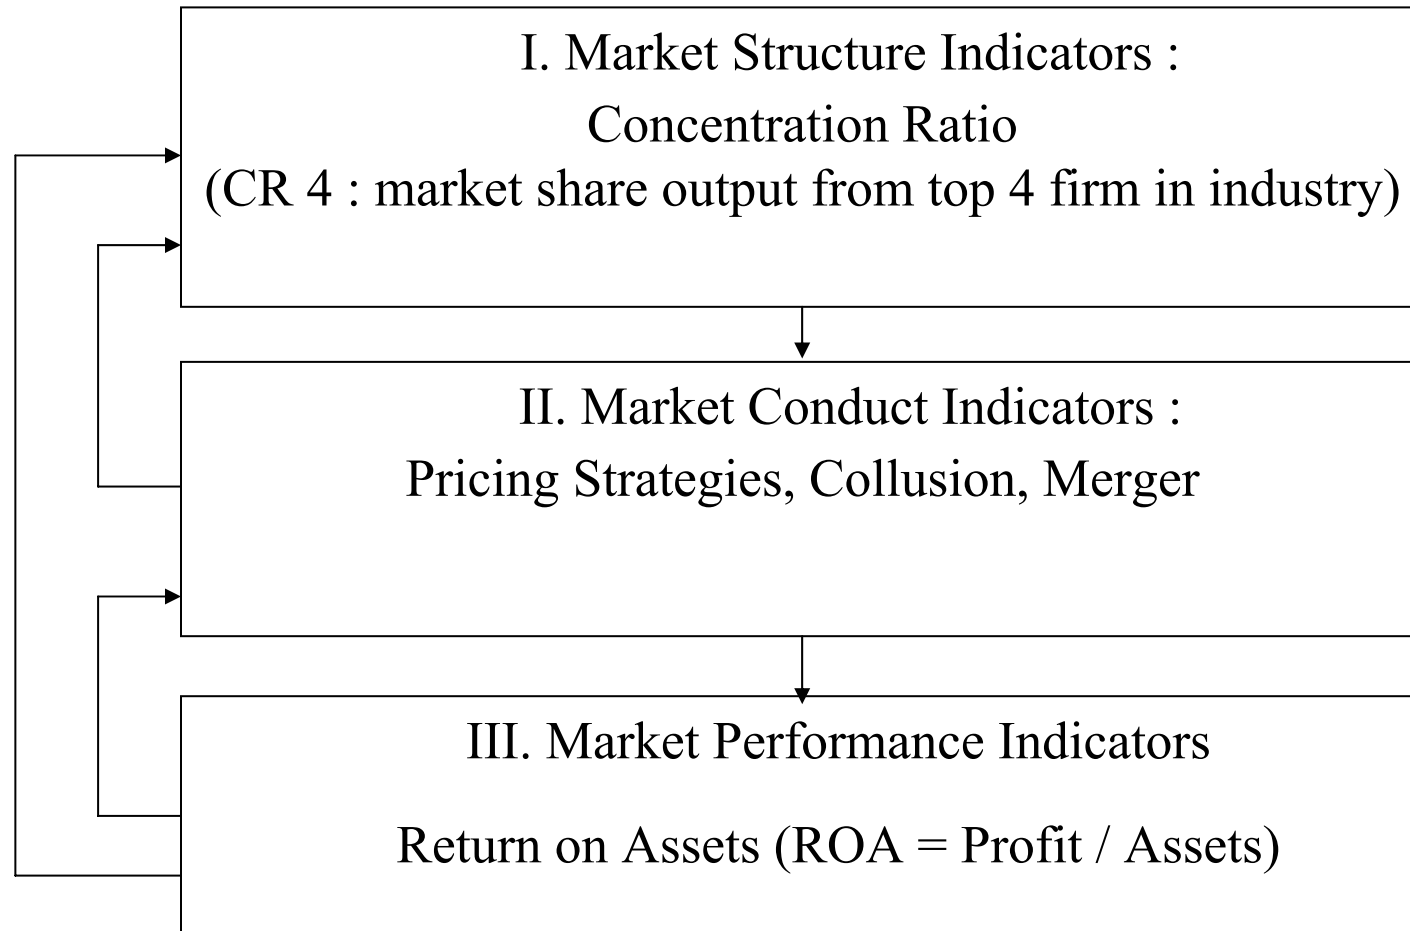 I. Market Structure Indicators :
Concentration Ratio
(CR 4 : market share output from top 4 firm in industry)
II. Market Conduct Indicators :
Pricing Strategies, Collusion, Merger
III. Market Performance Indicators
Return on Assets (ROA = Profit / Assets)